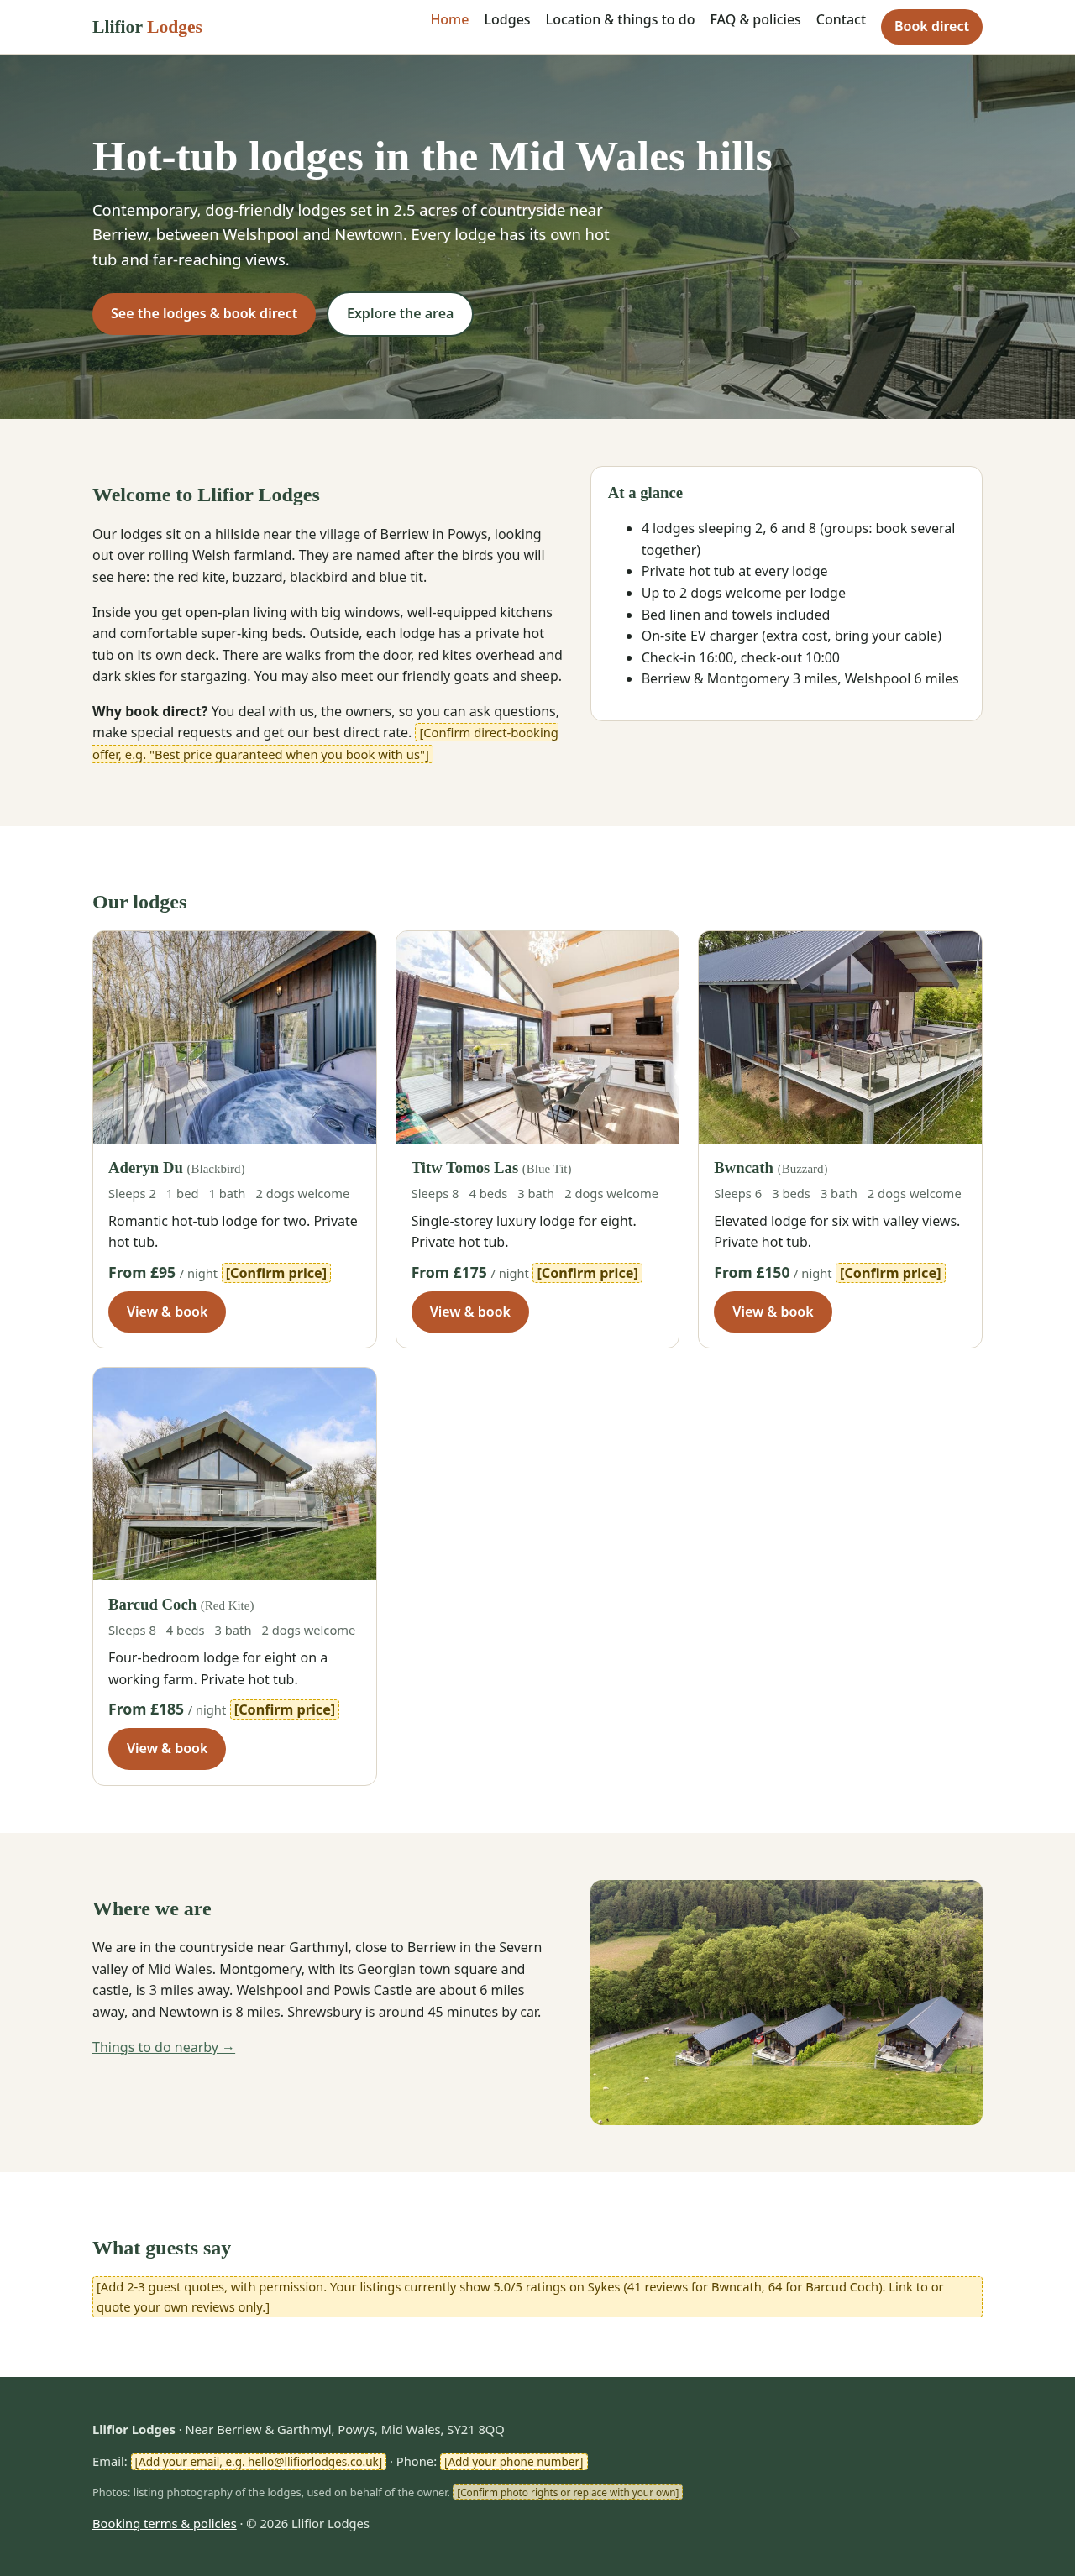 Llifior Lodges
Home Lodges Location & things to do FAQ & policies Contact Book direct
Hot-tub lodges in the Mid Wales hills
Contemporary, dog-friendly lodges set in 2.5 acres of countryside near
Berriew, between Welshpool and Newtown. Every lodge has its own hot
tub and far-reaching views.
See the lodges & book direct Explore the area
Welcome to Llifior Lodges
Our lodges sit on a hillside near the village of Berriew in Powys, looking
out over rolling Welsh farmland. They are named after the birds you will
see here: the red kite, buzzard, blackbird and blue tit.
Inside you get open-plan living with big windows, well-equipped kitchens
and comfortable super-king beds. Outside, each lodge has a private hot
tub on its own deck. There are walks from the door, red kites overhead and
dark skies for stargazing. You may also meet our friendly goats and sheep.
Why book direct? You deal with us, the owners, so you can ask questions,
make special requests and get our best direct rate. [Confirm direct-booking
offer, e.g. "Best price guaranteed when you book with us"]
At a glance
• 4 lodges sleeping 2, 6 and 8 (groups: book several
together)
• Private hot tub at every lodge
• Up to 2 dogs welcome per lodge
• Bed linen and towels included
• On-site EV charger (extra cost, bring your cable)
• Check-in 16:00, check-out 10:00
• Berriew & Montgomery 3 miles, Welshpool 6 miles
Our lodges
Aderyn Du (Blackbird)
Sleeps 2 1 bed 1 bath 2 dogs welcome
Romantic hot-tub lodge for two. Private
hot tub.
From £95 / night [Confirm price]
View & book
Titw Tomos Las (Blue Tit)
Sleeps 8 4 beds 3 bath 2 dogs welcome
Single-storey luxury lodge for eight.
Private hot tub.
From £175 / night [Confirm price]
View & book
Bwncath (Buzzard)
Sleeps 6 3 beds 3 bath 2 dogs welcome
Elevated lodge for six with valley views.
Private hot tub.
From £150 / night [Confirm price]
View & book
Barcud Coch (Red Kite)
Sleeps 8 4 beds 3 bath 2 dogs welcome
Four-bedroom lodge for eight on a
working farm. Private hot tub.
From £185 / night [Confirm price]
View & book
Where we are
We are in the countryside near Garthmyl, close to Berriew in the Severn
valley of Mid Wales. Montgomery, with its Georgian town square and
castle, is 3 miles away. Welshpool and Powis Castle are about 6 miles
away, and Newtown is 8 miles. Shrewsbury is around 45 minutes by car.
Things to do nearby →
What guests say
[Add 2-3 guest quotes, with permission. Your listings currently show 5.0/5 ratings on Sykes (41 reviews for Bwncath, 64 for Barcud Coch). Link to or
quote your own reviews only.]
Llifior Lodges · Near Berriew & Garthmyl, Powys, Mid Wales, SY21 8QQ
Email: [Add your email, e.g. hello@llifiorlodges.co.uk] · Phone: [Add your phone number]
Photos: listing photography of the lodges, used on behalf of the owner. [Confirm photo rights or replace with your own]
Booking terms & policies · © 2026 Llifior Lodges